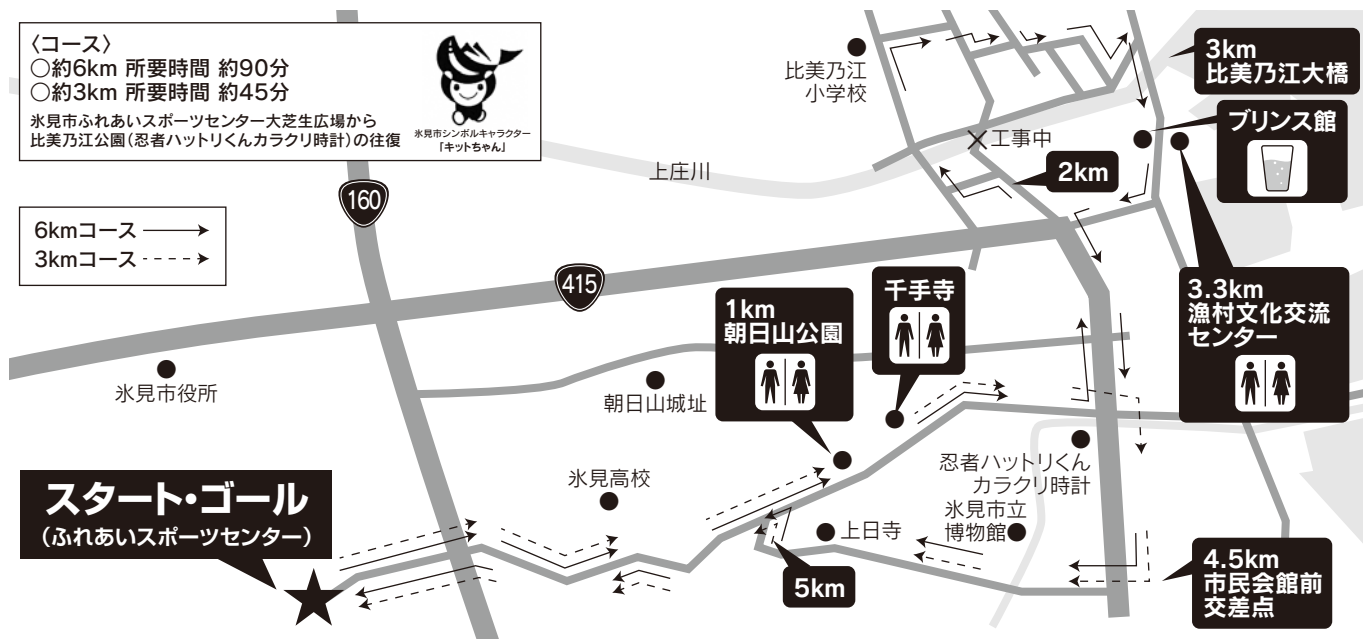 〈コース〉
○約6km 所要時間 約90分
○約3km 所要時間 約45分
氷見市ふれあいスポーツセンター大芝生広場から
比美乃江公園(忍者ハットリくんカラクリ時計)の往復
氷見市シンボルキャラクター
「キットちゃん」
6kmコース
3kmコース
160
415
上庄川
比美乃江
小学校
工事中
2km
3km
比美乃江大橋
ブリンス館
3.3km
漁村文化交流
センター
千手寺
1km
朝日山公園
氷見市役所
朝日山城址
氷見高校
忍者ハットリくん
カラクリ時計
氷見市立
博物館
上日寺
スタート・ゴール
(ふれあいスポーツセンター)
5km
4.5km
市民会館前
交差点